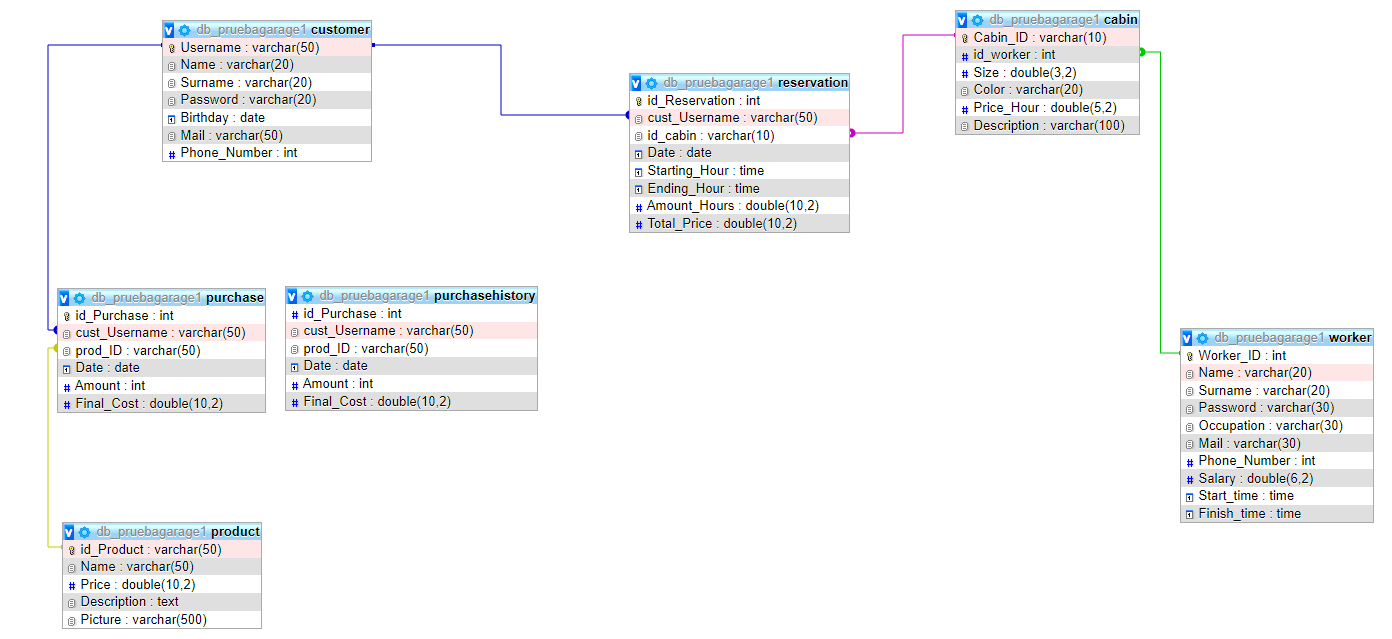 db_pruebagarage1 customer
Username : varchar(50)
Name : varchar(20)
Surname : varchar(20)
Password : varchar(20)
Birthday : date
Mail : varchar(50)
Phone_Number : int
db_pruebagarage1 reservation
id_Reservation : int
cust_Username : varchar(50)
id_cabin : varchar(10)
Date : date
Starting_Hour : time
Ending_Hour : time
Amount_Hours : double(10,2)
Total_Price : double(10,2)
db_pruebagarage1 cabin
Cabin_ID : varchar(10)
id_worker : int
Size : double(3,2)
Color : varchar(20)
Price_Hour : double(5,2)
Description : varchar(100)
db_pruebagarage1 purchase
id_Purchase : int
cust_Username : varchar(50)
prod_ID : varchar(50)
Date : date
Amount : int
Final_Cost : double(10,2)
db_pruebagarage1 purchasehistory
id_Purchase : int
cust_Username : varchar(50)
prod_ID : varchar(50)
Date : date
Amount : int
Final_Cost : double(10,2)
db_pruebagarage1 worker
Worker_ID : int
Name : varchar(20)
Surname : varchar(20)
Password : varchar(30)
Occupation : varchar(30)
Mail : varchar(30)
Phone_Number : int
Salary : double(6,2)
Start_time : time
Finish_time : time
db_pruebagarage1 product
id_Product : varchar(50)
Name : varchar(50)
Price : double(10,2)
Description : text
Picture : varchar(500)